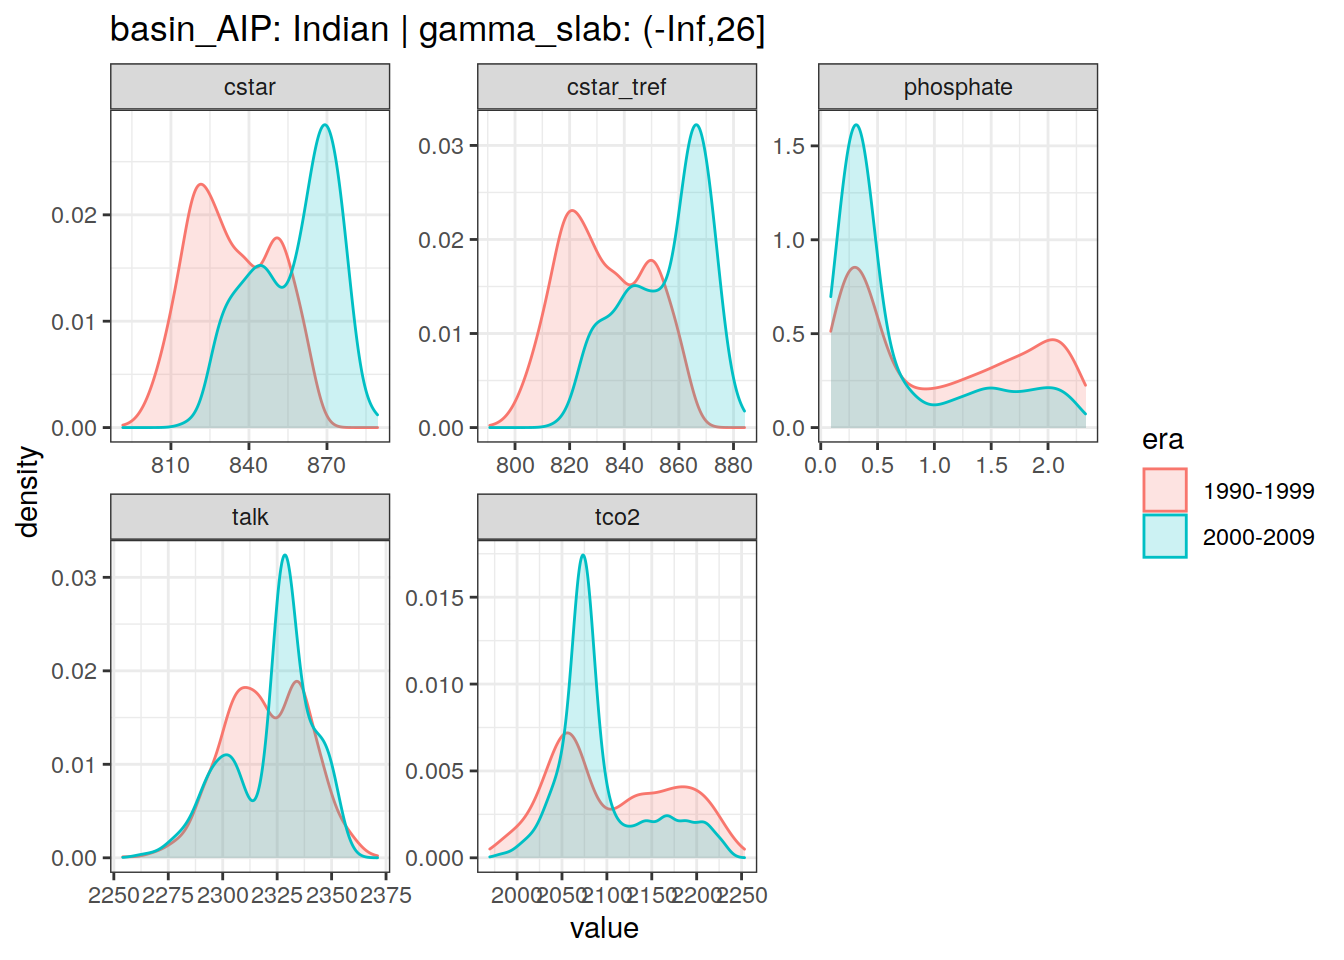 basin_AIP: Indian | gamma_slab: (-Inf,26]
cstar
cstar_tref
phosphate
0.02
0.01
0.00
810 840 870
0.03
0.02
0.01
0.00
800 820 840 860 880
1.5
1.0
0.5
0.0
0.0 0.5 1.0 1.5 2.0
talk
tco2
0.03
0.02
0.01
0.00
2250 2275 2300 2325 2350 2375
0.015
0.010
0.005
0.000
2000 2050 2100 2150 2200 2250
density
value
era
1990-1999
2000-2009